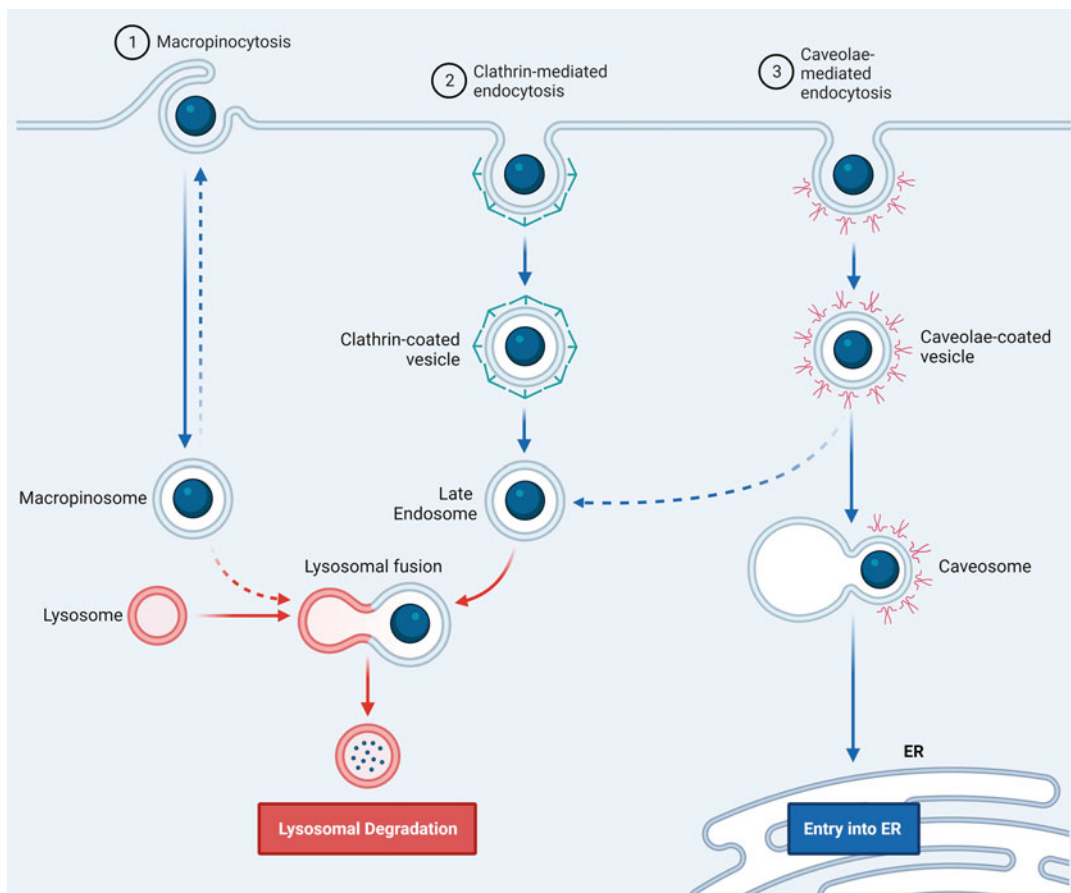 1
Macropinocytosis
2
Clathrin-mediated
endocytosis
3
Caveolae-
mediated
endocytosis
Clathrin-coated
vesicle
Caveolae-coated
vesicle
Macropinosome
Late
Endosome
Lysosomal fusion
Caveosome
Lysosome
ER
Lysosomal Degradation
Entry into ER